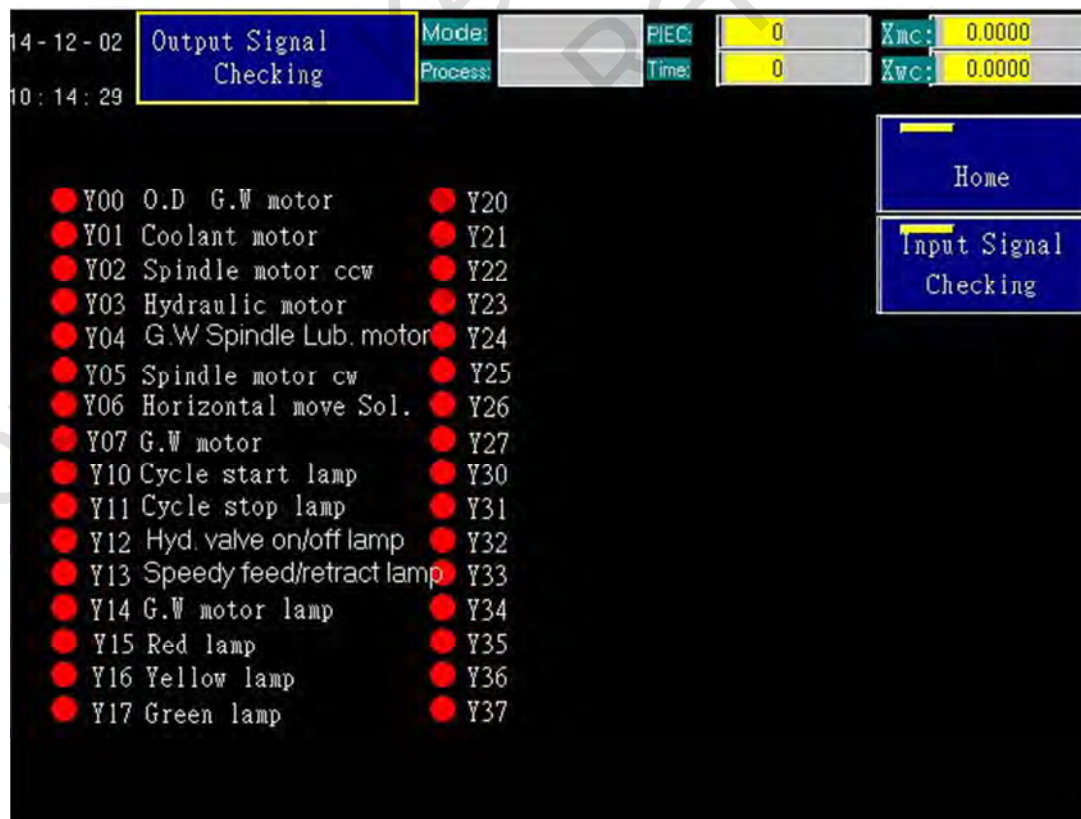 14-12-02
10:14:29
Output Signal
Checking
Mode:
Process:
PIEC: 0
Time: 0
Xmc: 0.0000
Xwc: 0.0000
Home
Input Signal
Checking
Y00 O.D G.W motor
Y01 Coolant motor
Y02 Spindle motor ccw
Y03 Hydraulic motor
Y04 G.W Spindle Lub. motor
Y05 Spindle motor cw
Y06 Horizontal move Sol.
Y07 G.W motor
Y10 Cycle start lamp
Y11 Cycle stop lamp
Y12 Hyd. valve on/off lamp
Y13 Speedy feed/retract lamp
Y14 G.W motor lamp
Y15 Red lamp
Y16 Yellow lamp
Y17 Green lamp
Y20
Y21
Y22
Y23
Y24
Y25
Y26
Y27
Y30
Y31
Y32
Y33
Y34
Y35
Y36
Y37